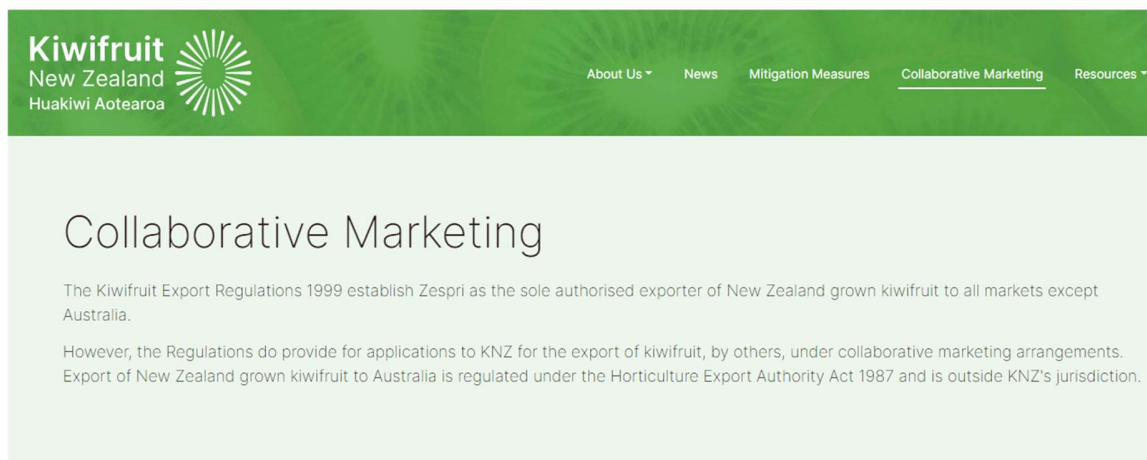 Kiwifruit
New Zealand
Huakiwi Aotearoa
About Us News Mitigation Measures Collaborative Marketing Resources
Collaborative Marketing
The Kiwifruit Export Regulations 1999 establish Zespri as the sole authorised exporter of New Zealand grown kiwifruit to all markets except
Australia.
However, the Regulations do provide for applications to KNZ for the export of kiwifruit, by others, under collaborative marketing arrangements.
Export of New Zealand grown kiwifruit to Australia is regulated under the Horticulture Export Authority Act 1987 and is outside KNZ's jurisdiction.